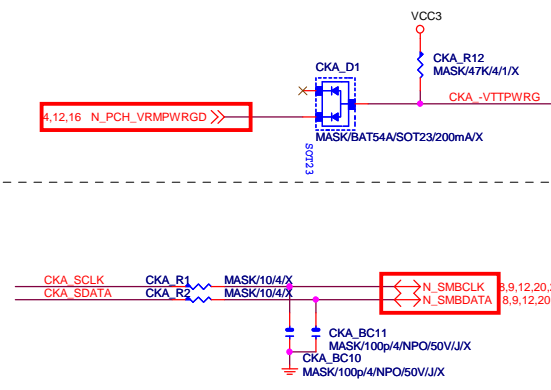 VCC3
CKA_D1
CKA_R12
MASK/47K/4/1/X
4,12,16 N_PCH_VRMPWRGD
CKA_-VTTPWRG
MASK/BAT54A/SOT23/200mA/X
SOT23
CKA_SCLK CKA_R1 MASK/10/4/X N_SMBCLK 8,9,12,20,2
CKA_SDATA CKA_R2 MASK/10/4/X N_SMBDATA 8,9,12,20
CKA_BC11
MASK/100p/4/NPO/50V/J/X
CKA_BC10
MASK/100p/4/NPO/50V/J/X